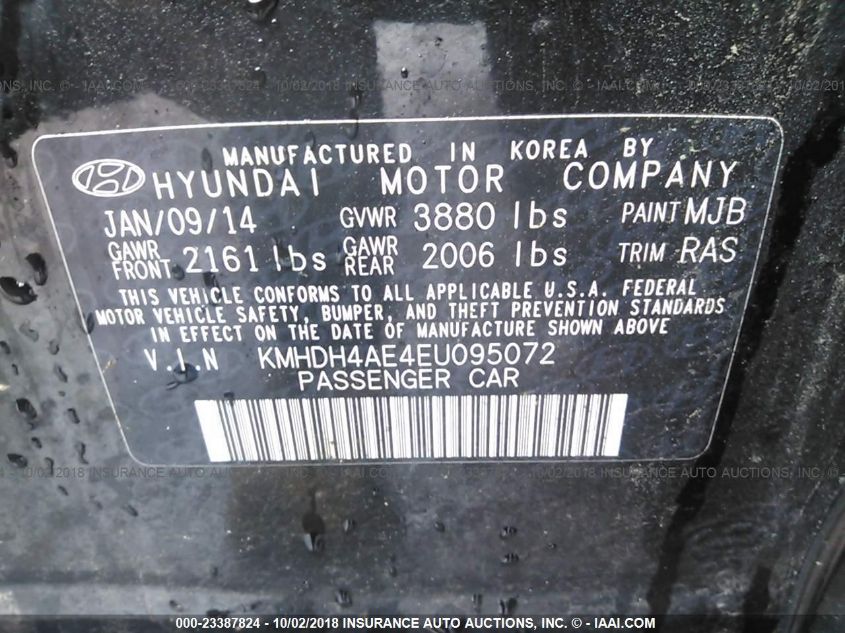 MANUFACTURED IN KOREA BY
HYUNDAI MOTOR COMPANY
JAN/09/14 GVWR 3880 lbs PAINT MJB
GAWR FRONT 2161 lbs GAWR REAR 2006 lbs TRIM RAS
THIS VEHICLE CONFORMS TO ALL APPLICABLE U.S.A. FEDERAL
MOTOR VEHICLE SAFETY, BUMPER, AND THEFT PREVENTION STANDARDS
IN EFFECT ON THE DATE OF MANUFACTURE SHOWN ABOVE
V.I.N KMHDH4AE4EU095072
PASSENGER CAR
000-23387824 - 10/02/2018 INSURANCE AUTO AUCTIONS, INC. - IAAI.COM